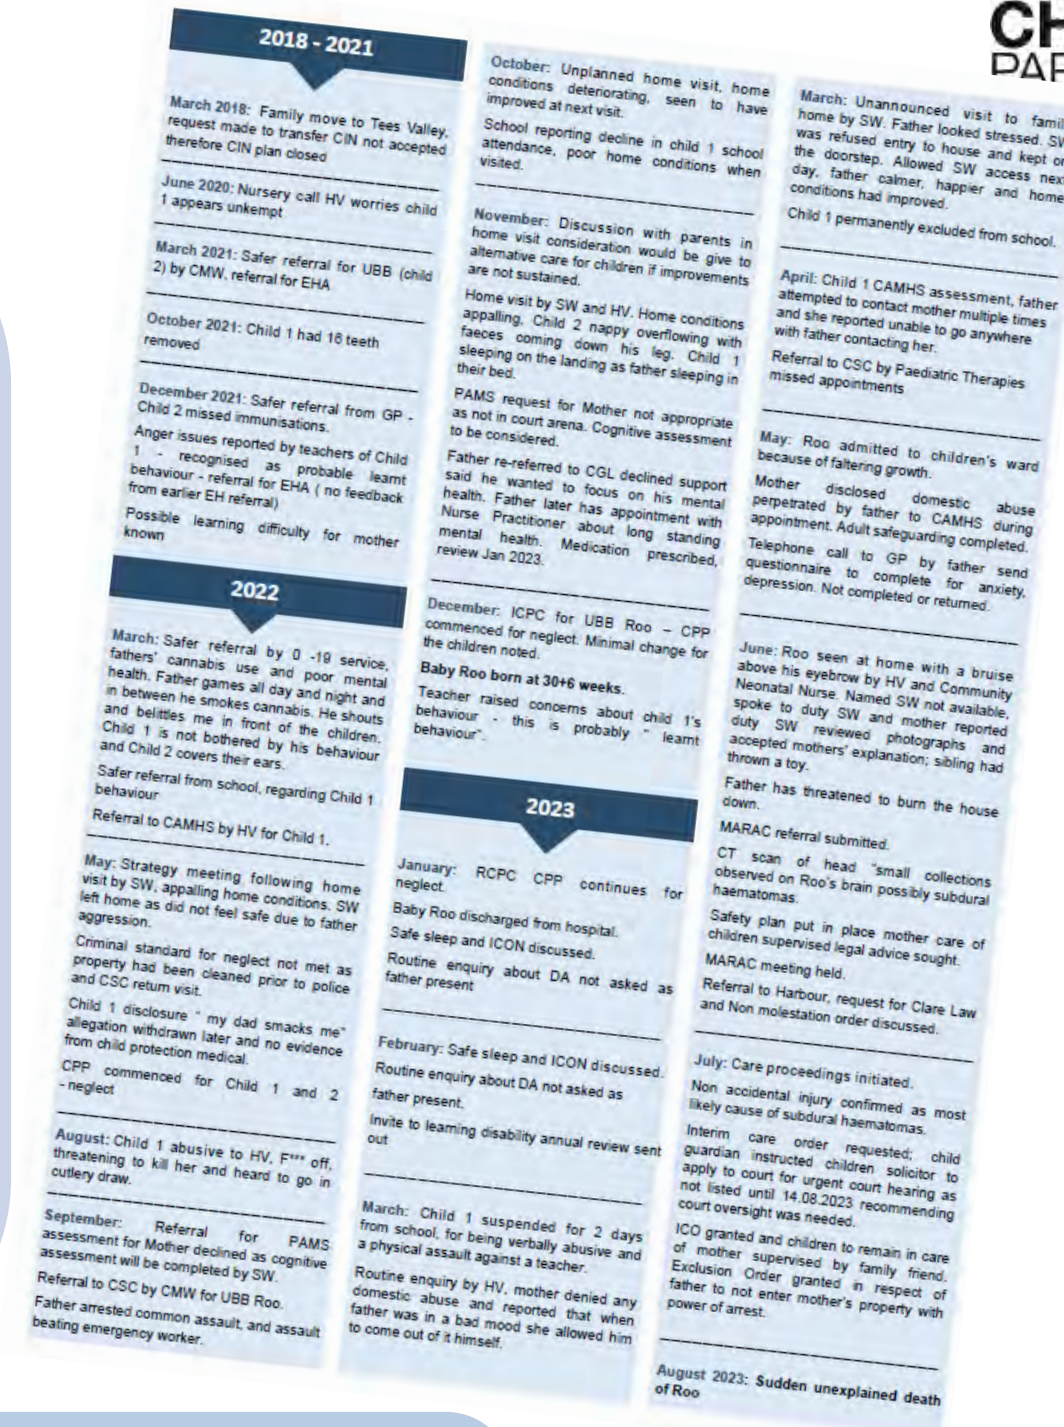 CH
PAR
2018 - 2021
March 2018: Family move to Tees Valley,
request made to transfer CIN not accepted
therefore CIN plan closed
June 2020: Nursery call HV worries child
1 appears unkempt
March 2021: Safer referral for UBB (child
2) by CMW, referral for EHA
October 2021: Child 1 had 16 teeth
removed
December 2021: Safer referral from GP -
Child 2 missed immunisations.
Anger issues reported by teachers of Child
1 - recognised as probable learnt
behaviour - referral for EHA ( no feedback
from earlier EH referral)
Possible learning difficulty for mother
known
2022
March: Safer referral by 0 -19 service,
fathers' cannabis use and poor mental
health. Father games all day and night and
in between he smokes cannabis. He shouts
and belittles me in front of the children.
Child 1 is not bothered by his behaviour
and Child 2 covers their ears.
Safer referral from school, regarding Child 1
behaviour
Referral to CAMHS by HV for Child 1.
May: Strategy meeting following home
visit by SW, appalling home conditions. SW
left home as did not feel safe due to father
aggression.
Criminal standard for neglect not met as
property had been cleaned prior to police
and CSC return visit.
Child 1 disclosure " my dad smacks me"
allegation withdrawn later and no evidence
from child protection medical.
CPP commenced for Child 1 and 2
- neglect
August: Child 1 abusive to HV, F*** off,
threatening to kill her and heard to go in
cutlery draw.
September: Referral for PAMS
assessment for Mother declined as cognitive
assessment will be completed by SW.
Referral to CSC by CMW for UBB Roo.
Father arrested common assault, and assault
beating emergency worker.
October: Unplanned home visit, home
conditions deteriorating, seen to have
improved at next visit.
School reporting decline in child 1 school
attendance, poor home conditions when
visited.
November: Discussion with parents in
home visit consideration would be give to
alternative care for children if improvements
are not sustained.
Home visit by SW and HV. Home conditions
appalling, Child 2 nappy overflowing with
faeces coming down his leg. Child 1
sleeping on the landing as father sleeping in
their bed.
PAMS request for Mother not appropriate
as not in court arena. Cognitive assessment
to be considered.
Father re-referred to CGL declined support
said he wanted to focus on his mental
health. Father later has appointment with
Nurse Practitioner about long standing
mental health. Medication prescribed,
review Jan 2023.
December: ICPC for UBB Roo – CPP
commenced for neglect. Minimal change for
the children noted.
Baby Roo born at 30+6 weeks.
Teacher raised concerns about child 1's
behaviour - this is probably " learnt
behaviour".
2023
January: RCPC CPP continues for
neglect.
Baby Roo discharged from hospital.
Safe sleep and ICON discussed.
Routine enquiry about DA not asked as
father present
February: Safe sleep and ICON discussed.
Routine enquiry about DA not asked as
father present.
Invite to learning disability annual review sent
out
March: Child 1 suspended for 2 days
from school, for being verbally abusive and
a physical assault against a teacher.
Routine enquiry by HV, mother denied any
domestic abuse and reported that when
father was in a bad mood she allowed him
to come out of it himself.
March: Unannounced visit to famil
home by SW. Father looked stressed. SW
was refused entry to house and kept on
the doorstep. Allowed SW access next
day, father calmer, happier and home
conditions had improved.
Child 1 permanently excluded from school.
April: Child 1 CAMHS assessment, father
attempted to contact mother multiple times
and she reported unable to go anywhere
with father contacting her.
Referral to CSC by Paediatric Therapies
missed appointments
May: Roo admitted to children's ward
because of faltering growth.
Mother disclosed domestic abuse
perpetrated by father to CAMHS during
appointment. Adult safeguarding completed.
Telephone call to GP by father send
questionnaire to complete for anxiety,
depression. Not completed or returned.
June: Roo seen at home with a bruise
above his eyebrow by HV and Community
Neonatal Nurse. Named SW not available,
spoke to duty SW and mother reported
duty SW reviewed photographs and
accepted mothers' explanation; sibling had
thrown a toy.
Father has threatened to burn the house
down.
MARAC referral submitted.
CT scan of head "small collections
observed on Roo's brain possibly subdural
haematomas.
Safety plan put in place mother care of
children supervised legal advice sought.
MARAC meeting held.
Referral to Harbour, request for Clare Law
and Non molestation order discussed.
July: Care proceedings initiated.
Non accidental injury confirmed as most
likely cause of subdural haematomas.
Interim care order requested; child
guardian instructed children solicitor to
apply to court for urgent court hearing as
not listed until 14.08.2023 recommending
court oversight was needed.
ICO granted and children to remain in care
of mother supervised by family friend.
Exclusion Order granted in respect of
father to not enter mother's property with
power of arrest.
August 2023: Sudden unexplained death
of Roo